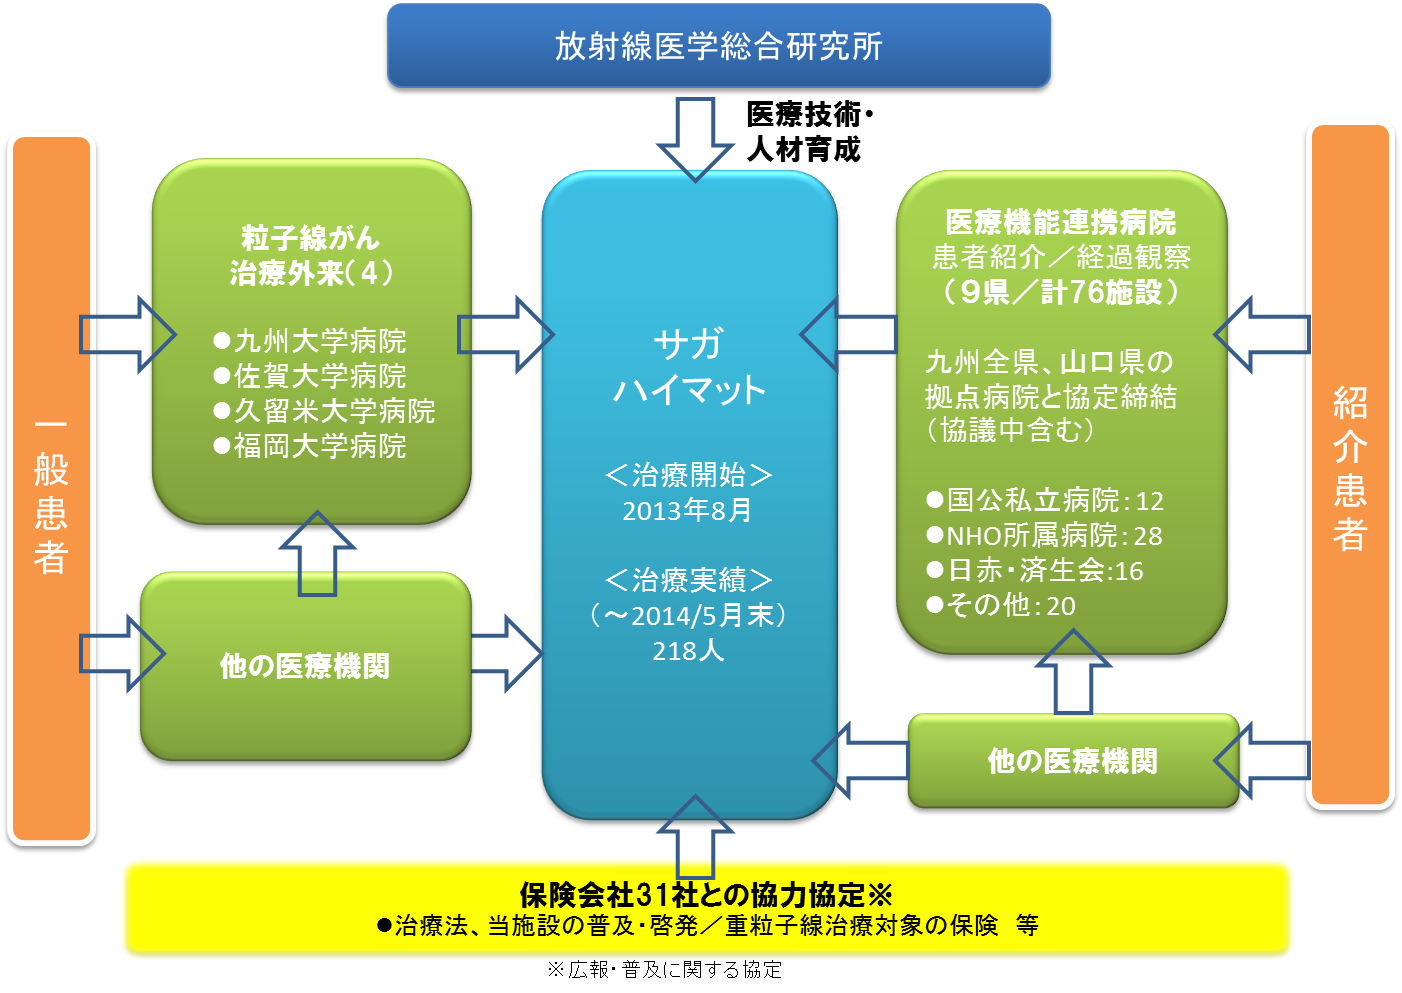 放射線医学総合研究所
医療技術・
人材育成
一般患者
粒子線がん
治療外来（４）
●九州大学病院
●佐賀大学病院
●久留米大学病院
●福岡大学病院
他の医療機関
サガ
ハイマット
＜治療開始＞
2013年8月
＜治療実績＞
（～2014/5月末）
218人
医療機能連携病院
患者紹介／経過観察
（９県／計76施設）
九州全県、山口県の
拠点病院と協定締結
（協議中含む）
●国公私立病院：12
●NHO所属病院：28
●日赤・済生会:16
●その他：20
他の医療機関
紹介患者
保険会社31社との協力協定※
●治療法、当施設の普及・啓発／重粒子線治療対象の保険　等
※広報・普及に関する協定